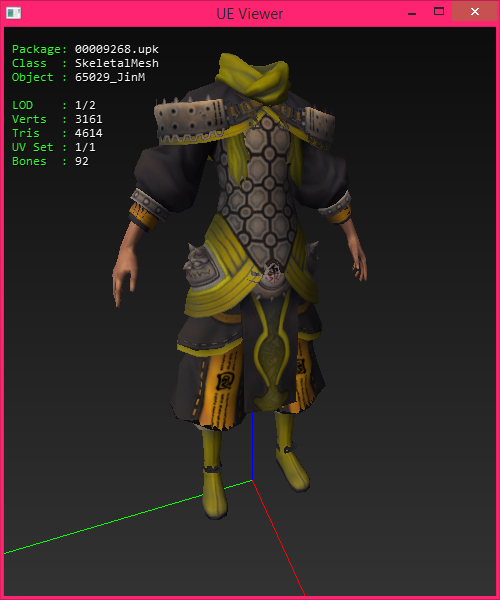 UE Viewer
Package: 00009268.upk
Class : SkeletalMesh
Object : 65029_JinM
LOD : 1/2
Verts : 3161
Tris : 4614
UV Set : 1/1
Bones : 92